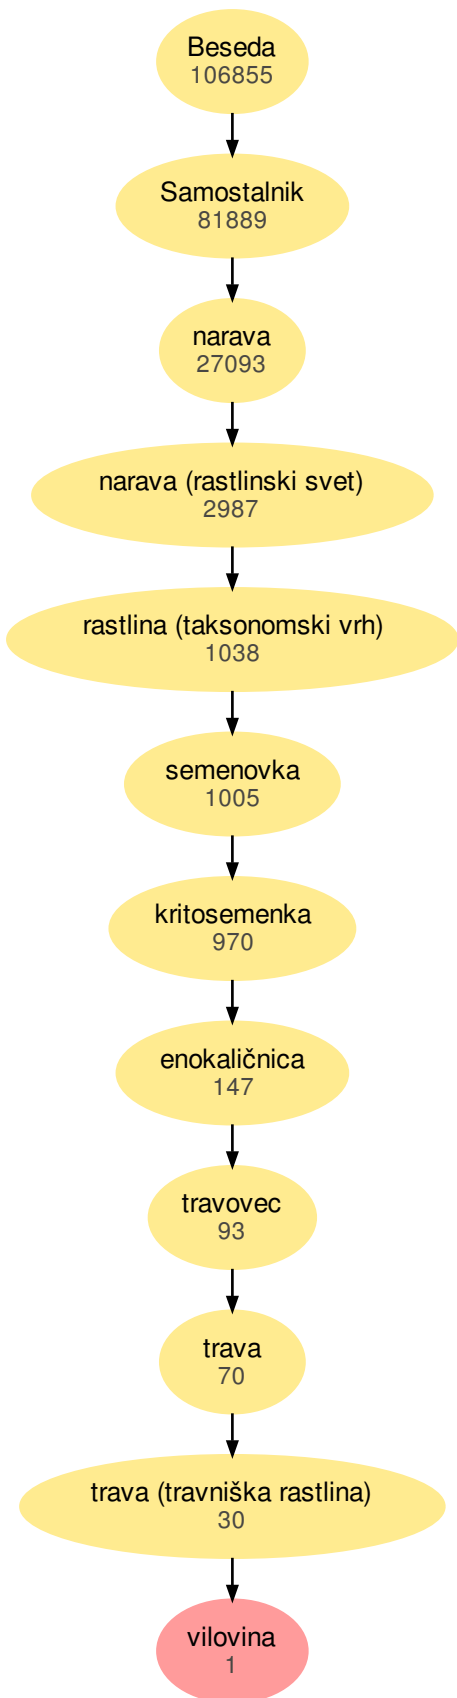 Beseda
106855
Samostalnik
81889
narava
27093
narava (rastlinski svet)
2987
rastlina (taksonomski vrh)
1038
semenovka
1005
kritosemenka
970
enokaličnica
147
travovec
93
trava
70
trava (travniška rastlina)
30
vilovina
1